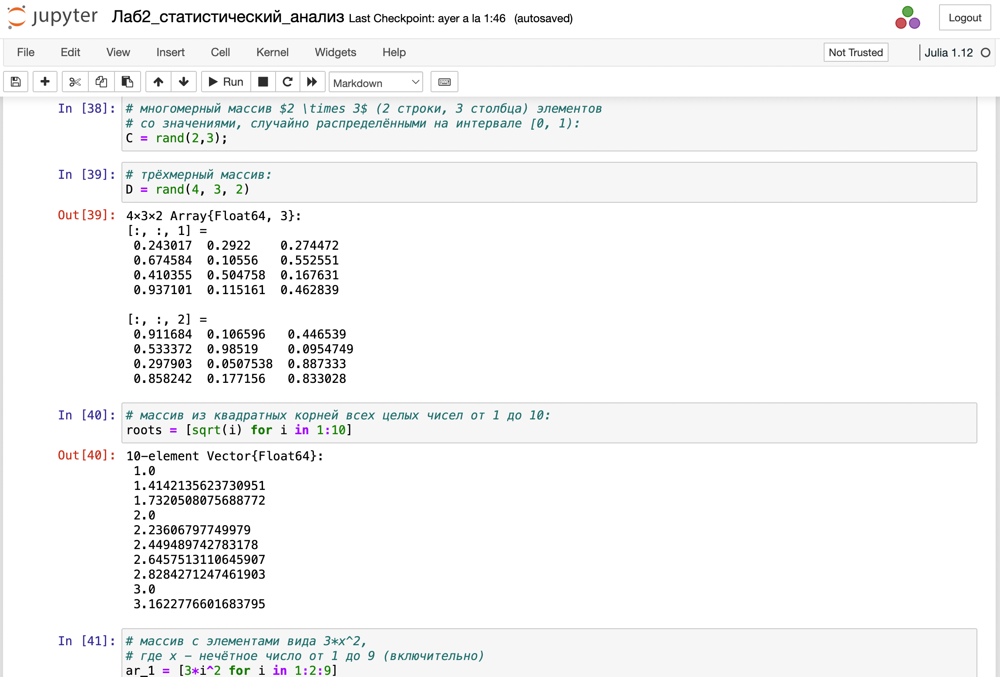 jupyter Лаб2_статистический_анализ Last Checkpoint: ayer a la 1:46 (autosaved) Logout
File Edit View Insert Cell Kernel Widgets Help Not Trusted Julia 1.12
Run Markdown
In [38]: # многомерный массив $2 \times 3$ (2 строки, 3 столбца) элементов
# со значениями, случайно распределёнными на интервале [0, 1):
C = rand(2,3);
In [39]: # трёхмерный массив:
D = rand(4, 3, 2)
Out[39]: 4×3×2 Array{Float64, 3}:
[:, :, 1] =
0.243017 0.2922 0.274472
0.674584 0.10556 0.552551
0.410355 0.504758 0.167631
0.937101 0.115161 0.462839
[:, :, 2] =
0.911684 0.106596 0.446539
0.533372 0.98519 0.0954749
0.297903 0.0507538 0.887333
0.858242 0.177156 0.833028
In [40]: # массив из квадратных корней всех целых чисел от 1 до 10:
roots = [sqrt(i) for i in 1:10]
Out[40]: 10-element Vector{Float64}:
1.0
1.4142135623730951
1.7320508075688772
2.0
2.23606797749979
2.449489742783178
2.6457513110645907
2.8284271247461903
3.0
3.1622776601683795
In [41]: # массив с элементами вида 3*x^2,
# где x – нечётное число от 1 до 9 (включительно)
ar_1 = [3*i^2 for i in 1:2:9]